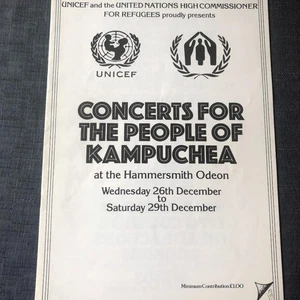 UNICEF and the UNITED NATIONS HIGH COMMISSIONER
FOR REFUGEES proudly presents
UNICEF
CONCERTS FOR
THE PEOPLE OF
KAMPUCHEA
at the Hammersmith Odeon
Wednesday 26th December
to
Saturday 29th December
Minimum Contribution £1.00